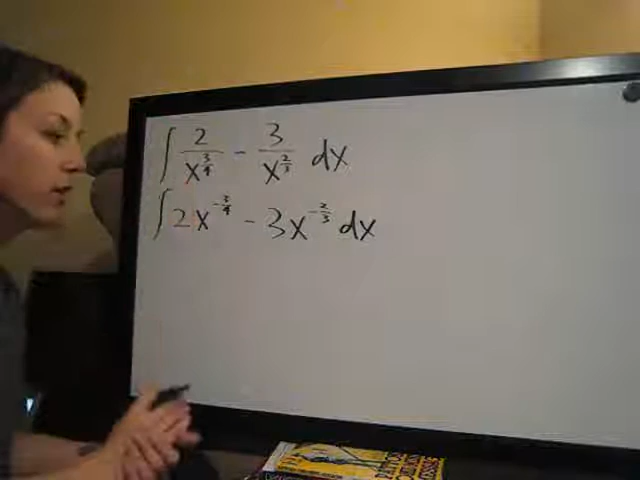 ∫ 2/x^(3/4) - 3/x^(2/3) dx
∫ 2x^(-3/4) - 3x^(-2/3) dx